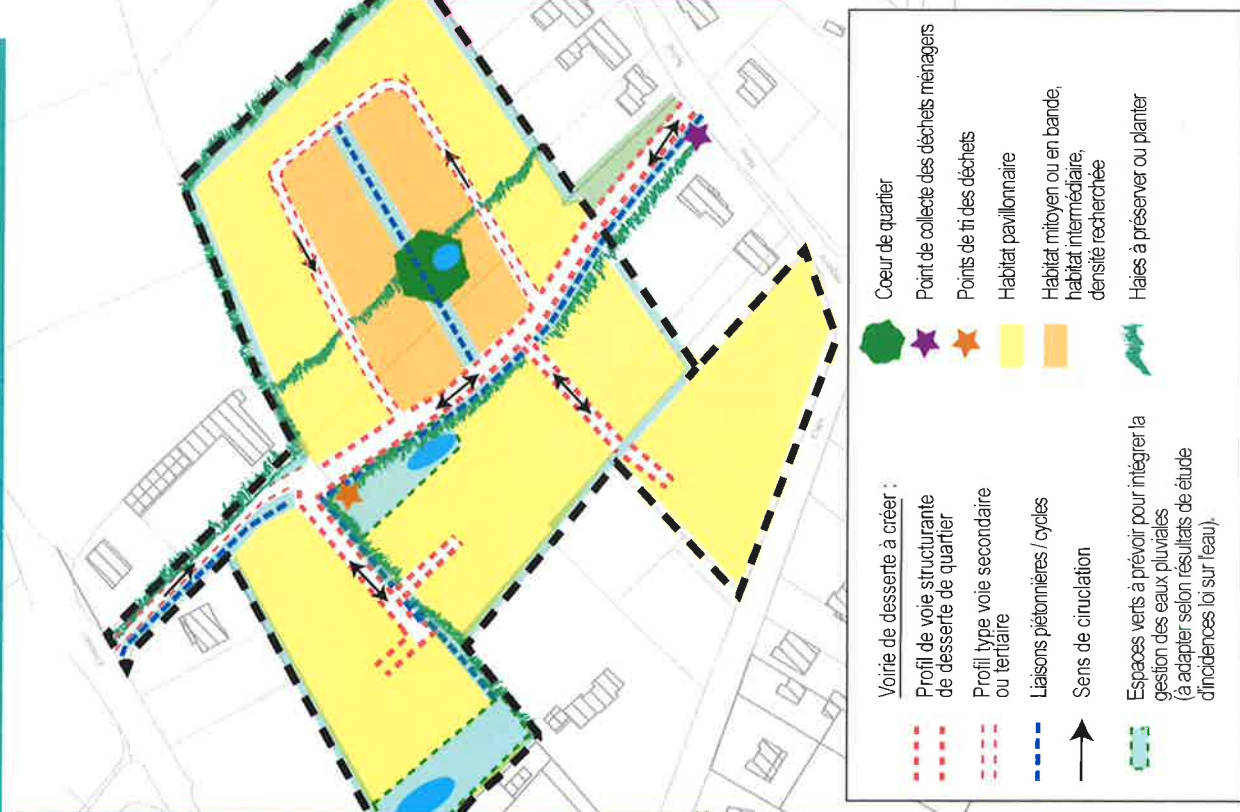 Voirie de desserte à créer :
Profil de voie structurante
de desserte de quartier
Profil type voie secondaire
ou tertiaire
Liaisons piétonnières / cycles
Sens de ciruclation
Espaces verts à prévoir pour intégrer la
gestion des eaux pluviales
(à adapter selon résultats de étude
d'incidences loi sur l'eau).
Coeur de quartier
Point de collecte des déchets ménagers
Points de tri des déchets
Habitat pavillonnaire
Habitat mitoyen ou en bande,
habitat intermédiaire,
densité recherchée
Haies à préserver ou planter